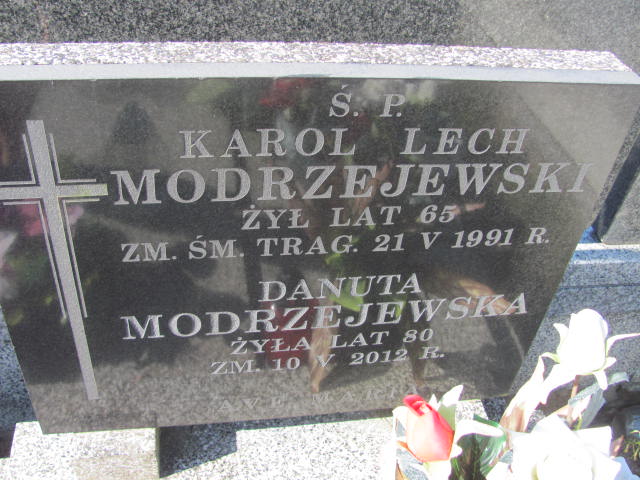 Ś. P.
KAROL LECH
MODRZEJEWSKI
ŻYŁ LAT 65
ZM. ŚM. TRAG. 21 V 1991 R.
DANUTA
MODRZEJEWSKA
ŻYŁA LAT 80
ZM. 10 V 2012 R.
AVE MARIA